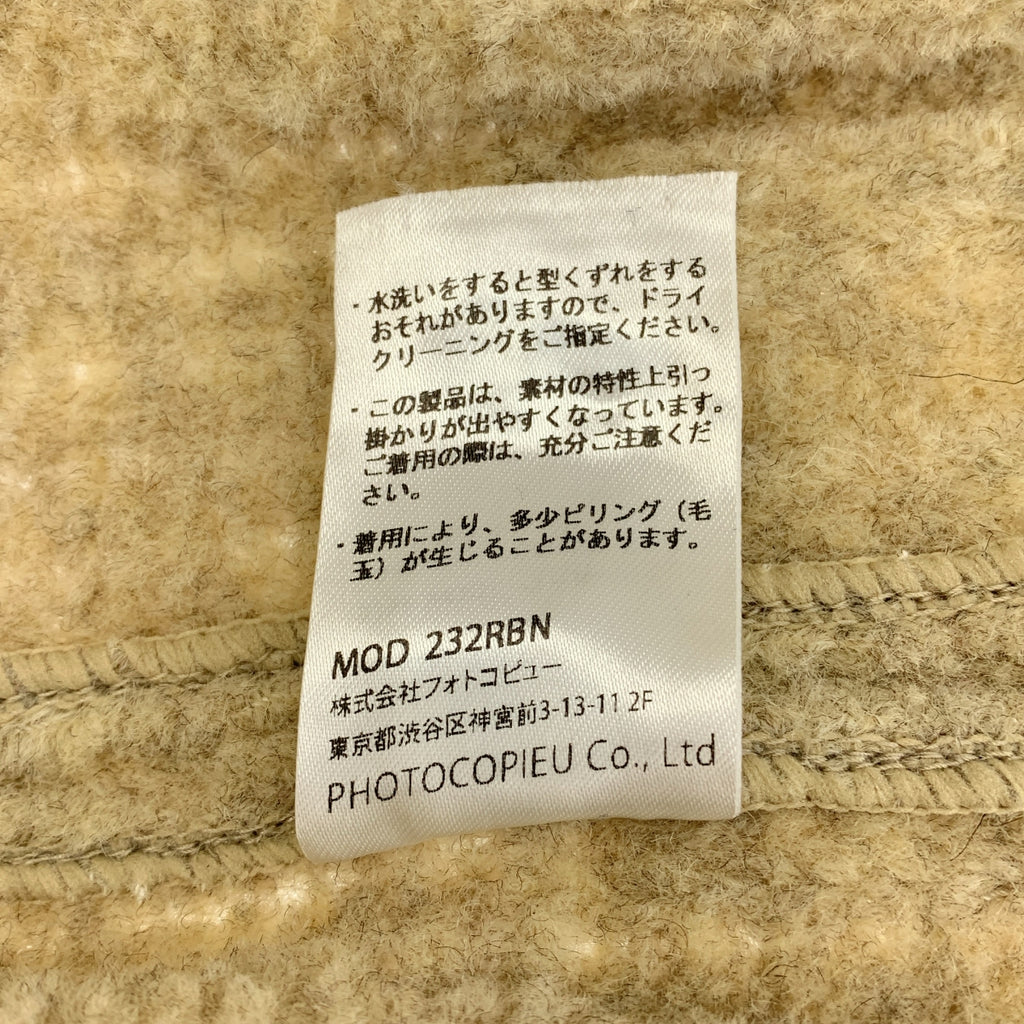 ・水洗いをすると型くずれをする
おそれがありますので、ドライ
クリーニングをご指定ください。
・この製品は、素材の特性上引っ
掛かりが出やすくなっています。
ご着用の際は、充分ご注意くだ
さい。
・着用により、多少ピリング（毛
玉）が生じることがあります。
MOD 232RBN
株式会社フォトコピュー
東京都渋谷区神宮前3-13-11 2F
PHOTOCOPIEU Co., Ltd